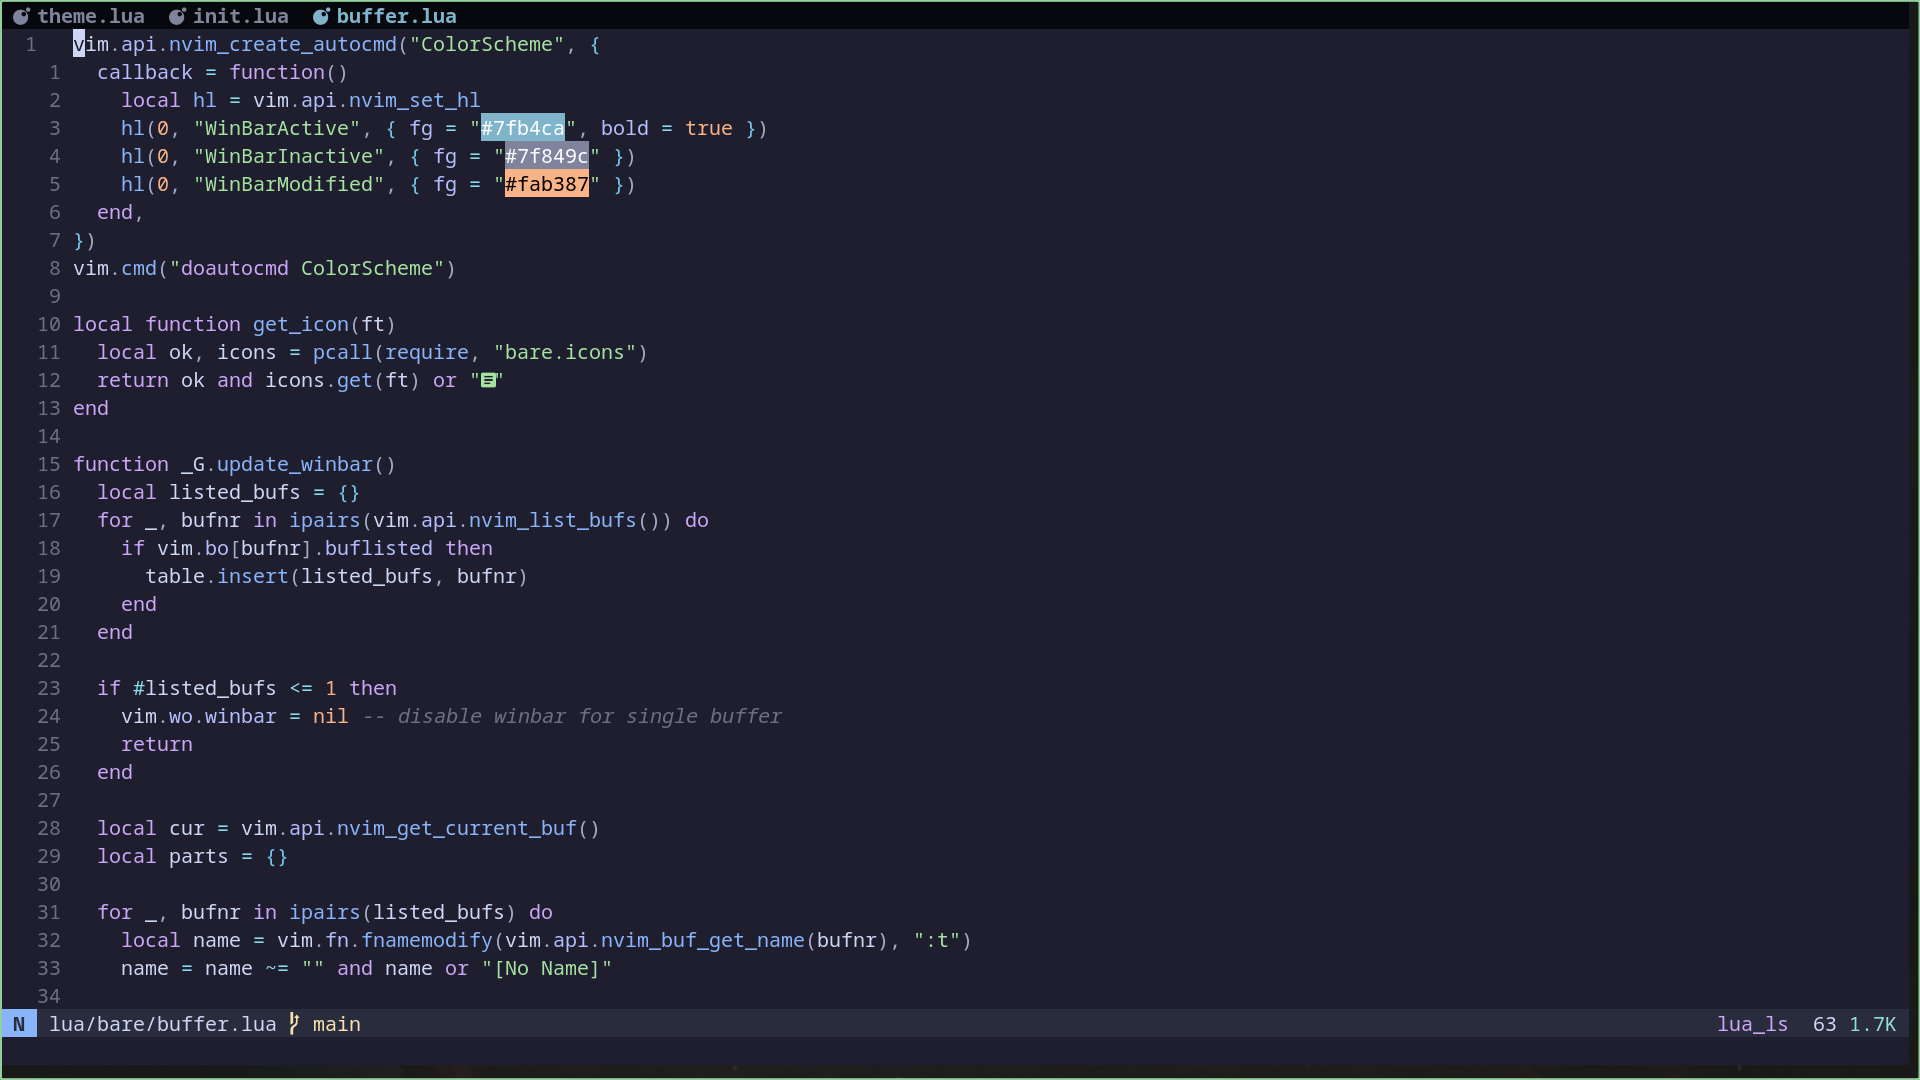 theme.lua init.lua buffer.lua
1 vim.api.nvim_create_autocmd("ColorScheme", {
1   callback = function()
2     local hl = vim.api.nvim_set_hl
3     hl(0, "WinBarActive", { fg = "#7fb4ca", bold = true })
4     hl(0, "WinBarInactive", { fg = "#7f849c" })
5     hl(0, "WinBarModified", { fg = "#fab387" })
6   end,
7 })
8 vim.cmd("doautocmd ColorScheme")
9
10 local function get_icon(ft)
11   local ok, icons = pcall(require, "bare.icons")
12   return ok and icons.get(ft) or ""
13 end
14
15 function _G.update_winbar()
16   local listed_bufs = {}
17   for _, bufnr in ipairs(vim.api.nvim_list_bufs()) do
18     if vim.bo[bufnr].buflisted then
19       table.insert(listed_bufs, bufnr)
20     end
21   end
22
23   if #listed_bufs <= 1 then
24     vim.wo.winbar = nil -- disable winbar for single buffer
25     return
26   end
27
28   local cur = vim.api.nvim_get_current_buf()
29   local parts = {}
30
31   for _, bufnr in ipairs(listed_bufs) do
32     local name = vim.fn.fnamemodify(vim.api.nvim_buf_get_name(bufnr), ":t")
33     name = name ~= "" and name or "[No Name]"
34
N lua/bare/buffer.lua main lua_ls 63 1.7K